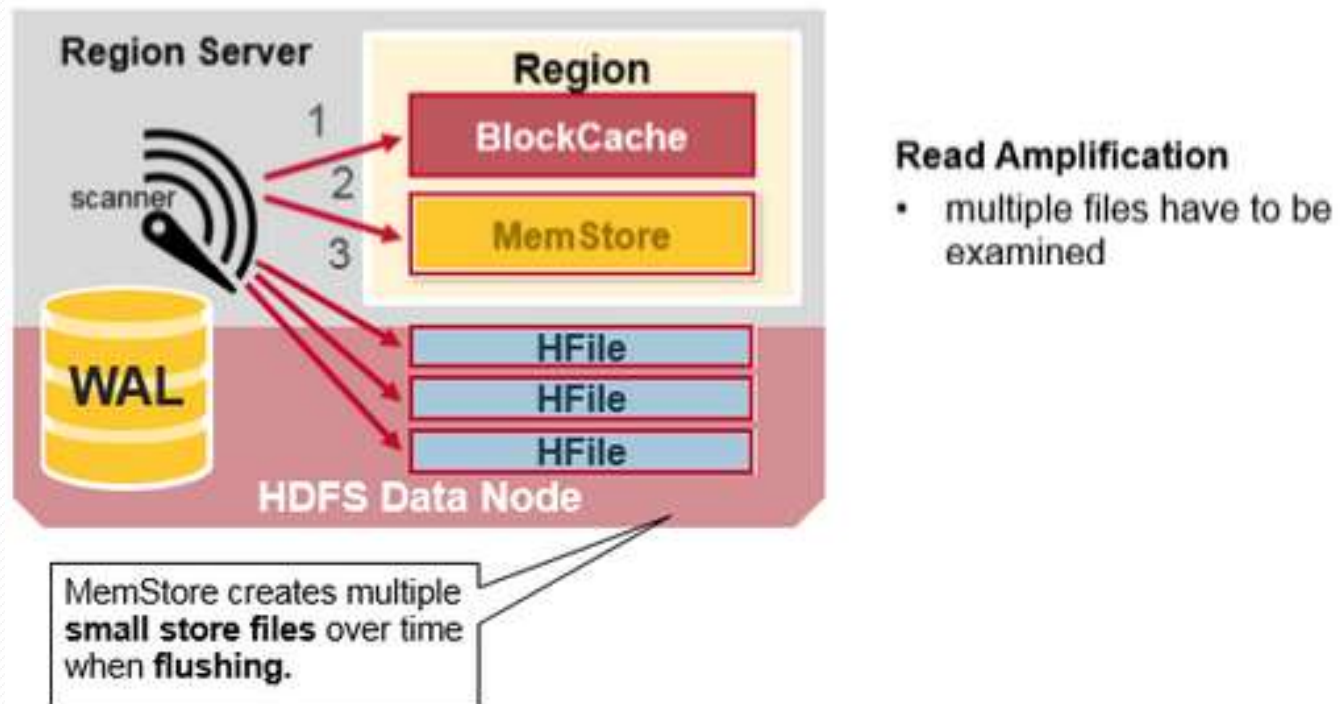 Region Server
Region
1
BlockCache
2
scanner
MemStore
3
HFile
WAL
HFile
HFile
HDFS Data Node
MemStore creates multiple
small store files over time
when flushing.
Read Amplification
• multiple files have to be
examined